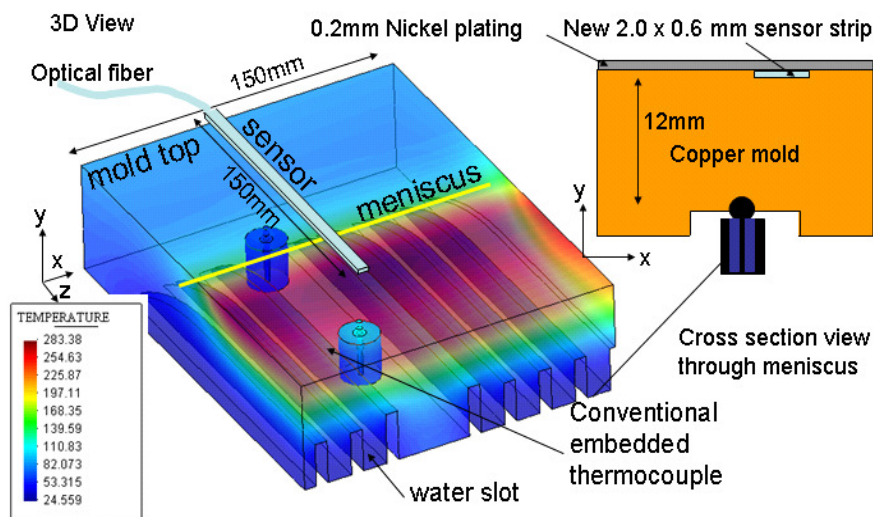 3D View
0.2mm Nickel plating
New 2.0 x 0.6 mm sensor strip
Optical fiber
150mm
sensor
mold top
150mm
meniscus
12mm
Copper mold
y
x
z
y
x
TEMPERATURE
283.38
254.63
225.87
197.11
168.35
139.59
110.83
82.073
53.315
24.559
Cross section view
through meniscus
Conventional
embedded
thermocouple
water slot